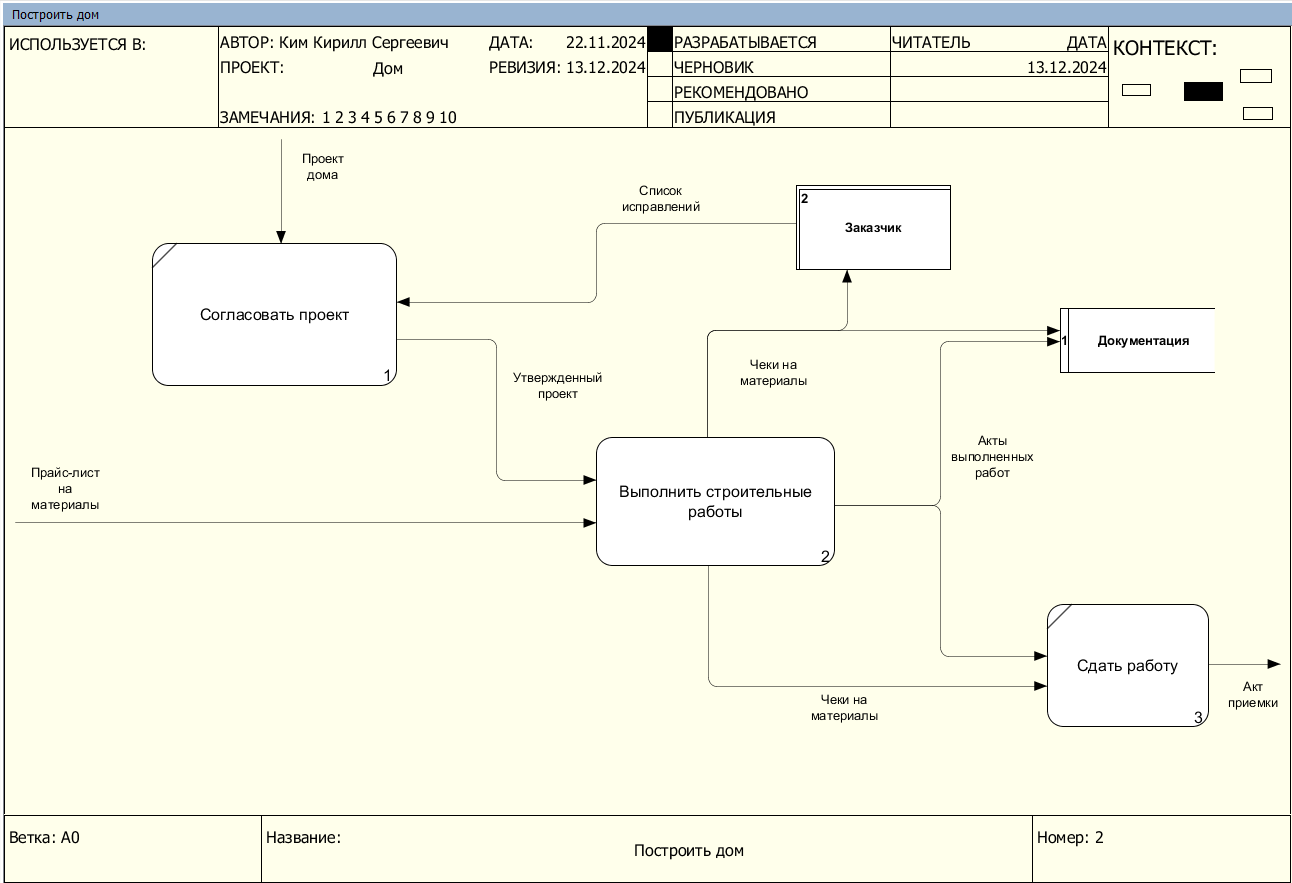 Построить дом
ИСПОЛЬЗУЕТСЯ В:
АВТОР: Ким Кирилл Сергеевич
ДАТА: 22.11.2024
ПРОЕКТ: Дом
РЕВИЗИЯ: 13.12.2024
ЗАМЕЧАНИЯ: 1 2 3 4 5 6 7 8 9 10
РАЗРАБАТЫВАЕТСЯ
ЧЕРНОВИК
РЕКОМЕНДОВАНО
ПУБЛИКАЦИЯ
ЧИТАТЕЛЬ ДАТА
13.12.2024
КОНТЕКСТ:
Проект
дома
Список
исправлений
2
Заказчик
Согласовать проект
1
1
Документация
Утвержденный
проект
Чеки на
материалы
Акты
выполненных
работ
Прайс-лист
на
материалы
Выполнить строительные
работы
2
Сдать работу
3
Чеки на
материалы
Акт
приемки
Ветка: A0
Название:
Построить дом
Номер: 2